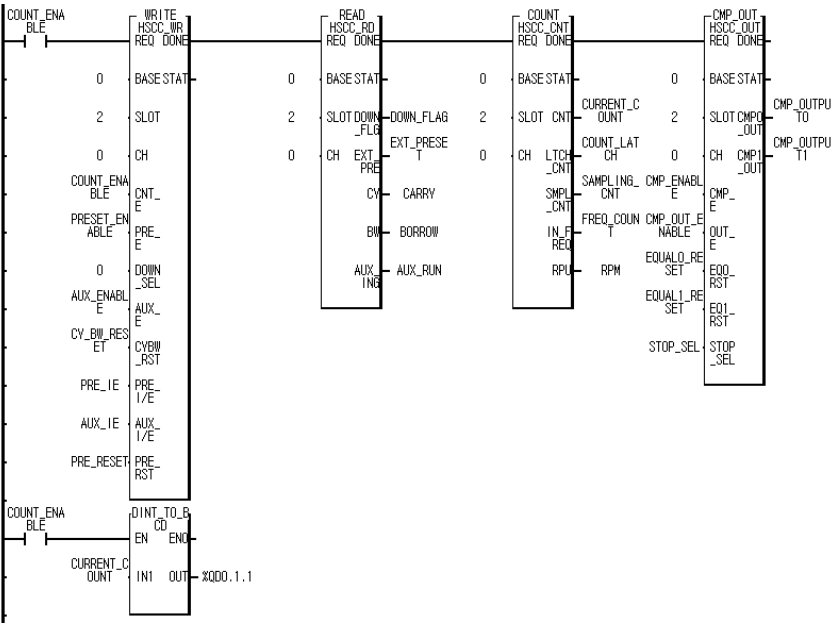 COUNT_ENA WRITE READ COUNT CMP_OUT
BLE HSCC_WR HSCC_RD HSCC_CNT HSCC_OUT
REQ DONE REQ DONE REQ DONE REQ DONE
0 BASE STAT 0 BASE STAT 0 BASE STAT 0 BASE STAT
CURRENT_C CMP_OUTPU
2 SLOT 2 SLOT DOWN DOWN_FLAG 2 SLOT CNT OUNT 2 SLOT CMP0 T0
_FLG _OUT
EXT_PRESE COUNT_LAT CMP_OUTPU
0 CH 0 CH EXT_ T 0 CH LTCH CH 0 CH CMP1 T1
PRE _CNT _OUT
COUNT_ENA SAMPLING_ CMP_ENABL
BLE CNT_ CY CARRY SMPL CNT E CMP_
E _CNT E
PRESET_EN FREQ_COUN CMP_OUT_E
ABLE PRE_ BW BORROW IN_F T NABLE OUT_
E REQ E
EQUAL0_RE
0 DOWN AUX_ AUX_RUN RPU RPM SET EQ0_
_SEL ING RST
AUX_ENABL EQUAL1_RE
E AUX_ SET EQ1_
E RST
CY_BW_RES
ET CYBW STOP_SEL STOP
_RST _SEL
PRE_IE PRE_
I/E
AUX_IE AUX_
I/E
PRE_RESET PRE_
RST
COUNT_ENA DINT_TO_B
BLE CD
EN ENO
CURRENT_C
OUNT IN1 OUT %QD0.1.1